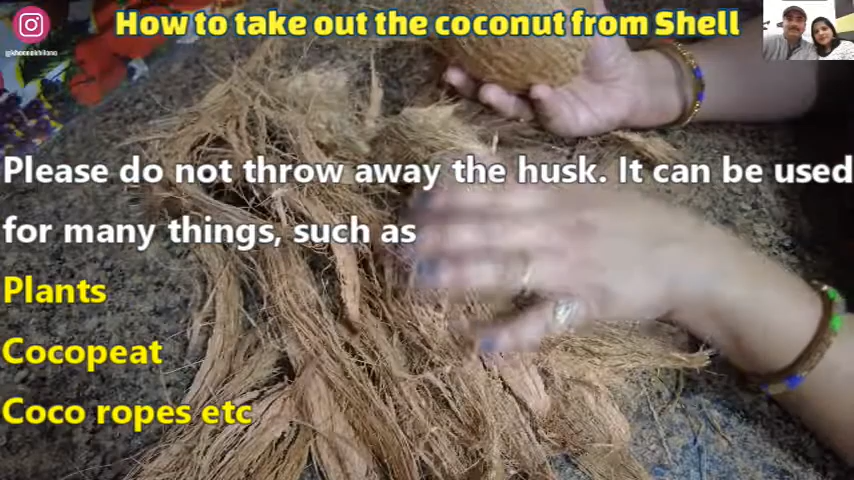 How to take out the coconut from Shell
Please do not throw away the husk. It can be used
for many things, such as
Plants
Cocopeat
Coco ropes etc